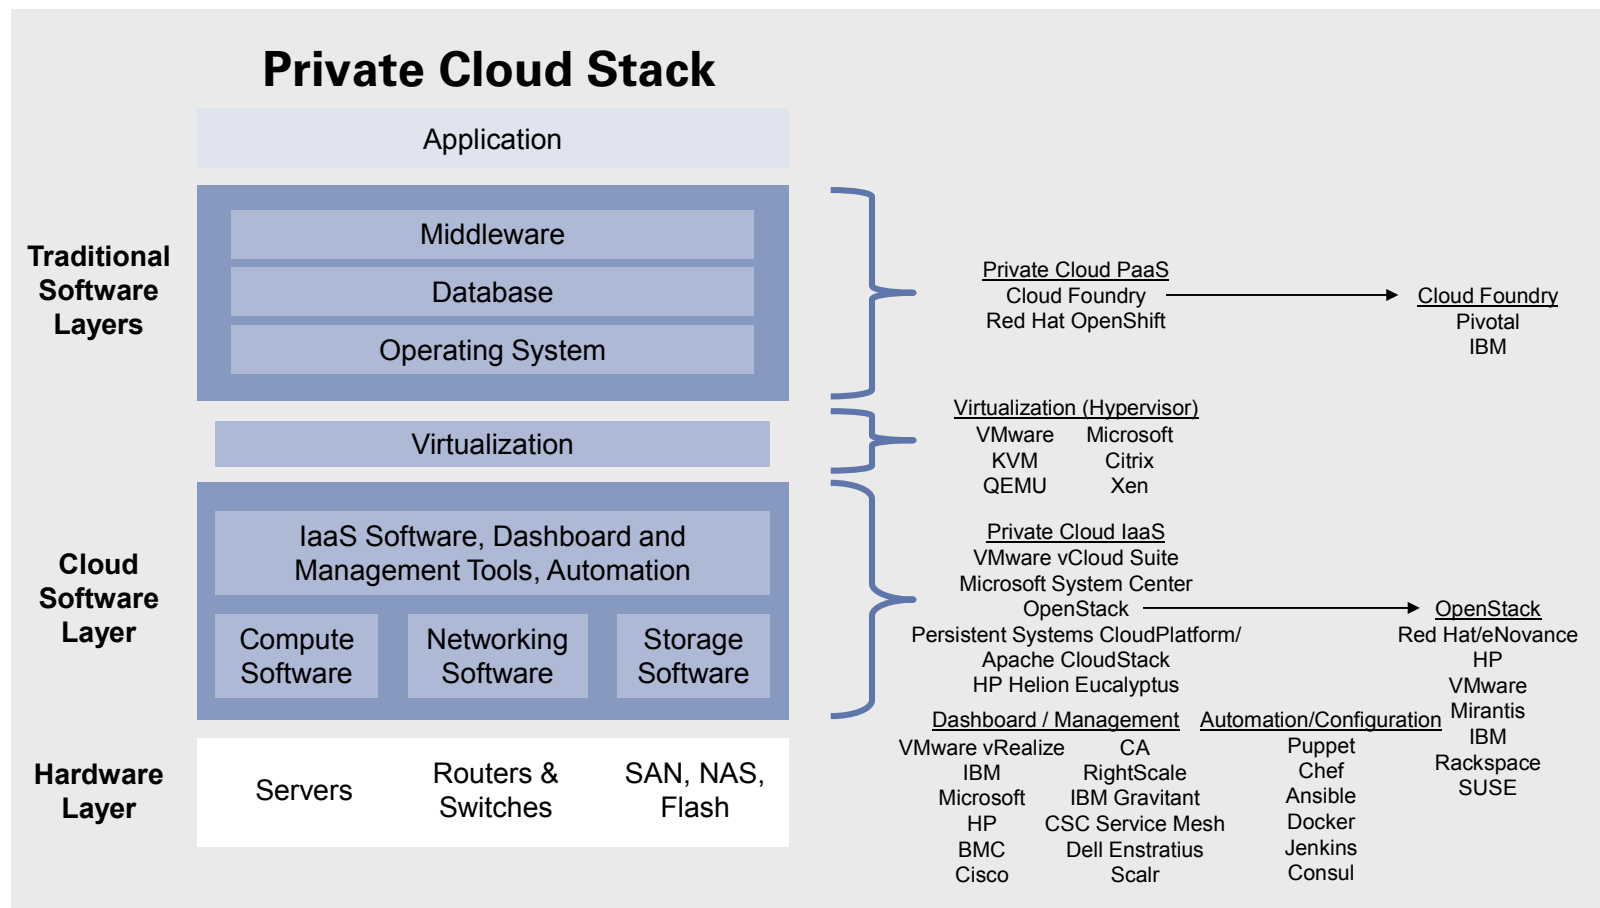 Private Cloud Stack
Application
Traditional
Software
Layers
Middleware
Database
Operating System
Private Cloud PaaS
Cloud Foundry
Red Hat OpenShift
Cloud Foundry
Pivotal
IBM
Virtualization
Virtualization (Hypervisor)
VMware Microsoft
KVM Citrix
QEMU Xen
Cloud
Software
Layer
IaaS Software, Dashboard and
Management Tools, Automation
Compute
Software
Networking
Software
Storage
Software
Private Cloud IaaS
VMware vCloud Suite
Microsoft System Center
OpenStack
Persistent Systems CloudPlatform/
Apache CloudStack
HP Helion Eucalyptus
OpenStack
Red Hat/eNovance
HP
VMware
Mirantis
IBM
Rackspace
SUSE
Hardware
Layer
Servers
Routers &
Switches
SAN, NAS,
Flash
Dashboard / Management
VMware vRealize CA
IBM RightScale
Microsoft IBM Gravitant
HP CSC Service Mesh
BMC Dell Enstratius
Cisco Scalr
Automation/Configuration
Puppet
Chef
Ansible
Docker
Jenkins
Consul